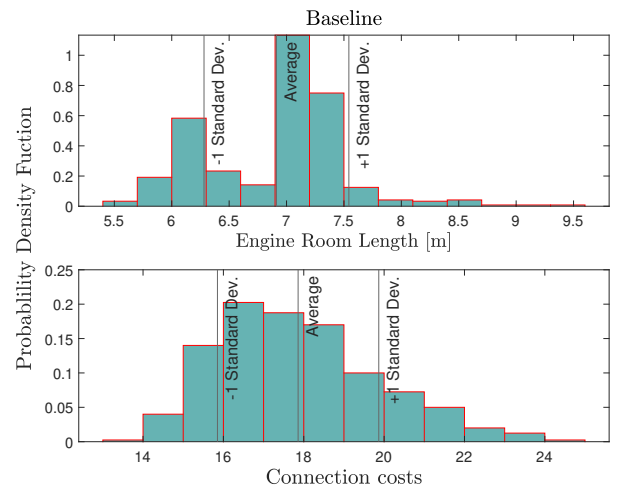 Baseline
1
0.8
0.6
0.4
0.2
0
-1 Standard Dev.
Average
+1 Standard Dev.
5.5 6 6.5 7 7.5 8 8.5 9 9.5
Engine Room Length [m]
Probablility Density Fuction
0.25
0.2
0.15
0.1
0.05
0
-1 Standard Dev.
Average
+1 Standard Dev.
14 16 18 20 22 24
Connection costs